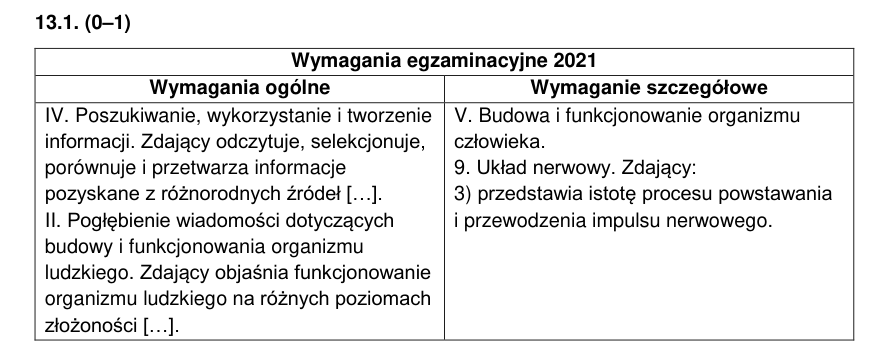 13.1. (0–1)
Wymagania egzaminacyjne 2021
Wymagania ogólne
Wymaganie szczegółowe
IV. Poszukiwanie, wykorzystanie i tworzenie
informacji. Zdający odczytuje, selekcjonuje,
porównuje i przetwarza informacje
pozyskane z różnorodnych źródeł […].
II. Pogłębienie wiadomości dotyczących
budowy i funkcjonowania organizmu
ludzkiego. Zdający objaśnia funkcjonowanie
organizmu ludzkiego na różnych poziomach
złożoności […].
V. Budowa i funkcjonowanie organizmu
człowieka.
9. Układ nerwowy. Zdający:
3) przedstawia istotę procesu powstawania
i przewodzenia impulsu nerwowego.